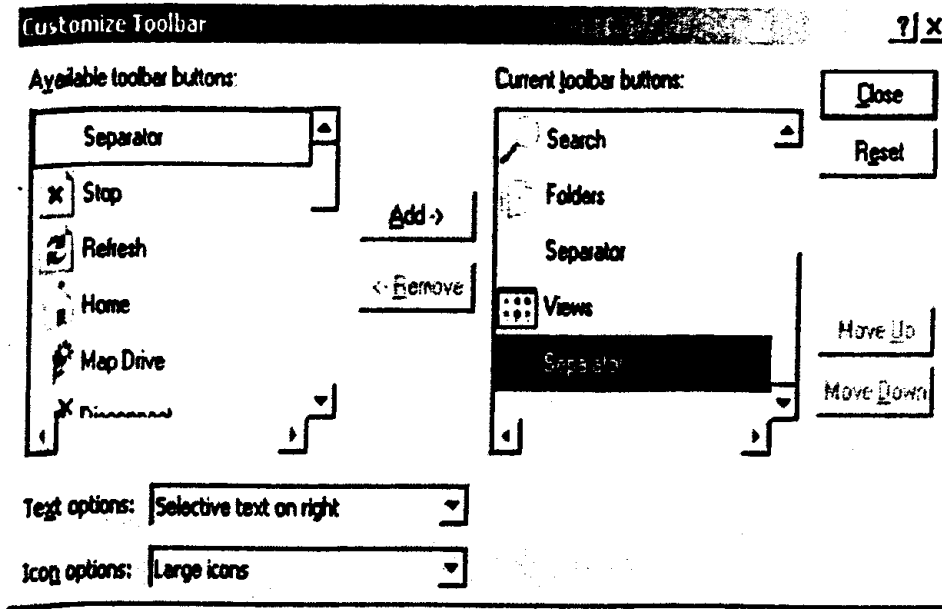 Customize Toolbar
? X
Available toolbar buttons:
Separator
Stop
Refresh
Home
Map Drive
Disconnect
Add ->
<- Remove
Current toolbar buttons:
Search
Folders
Separator
Views
Separator
Close
Reset
Move Up
Move Down
Text options: Selective text on right
Icon options: Large icons